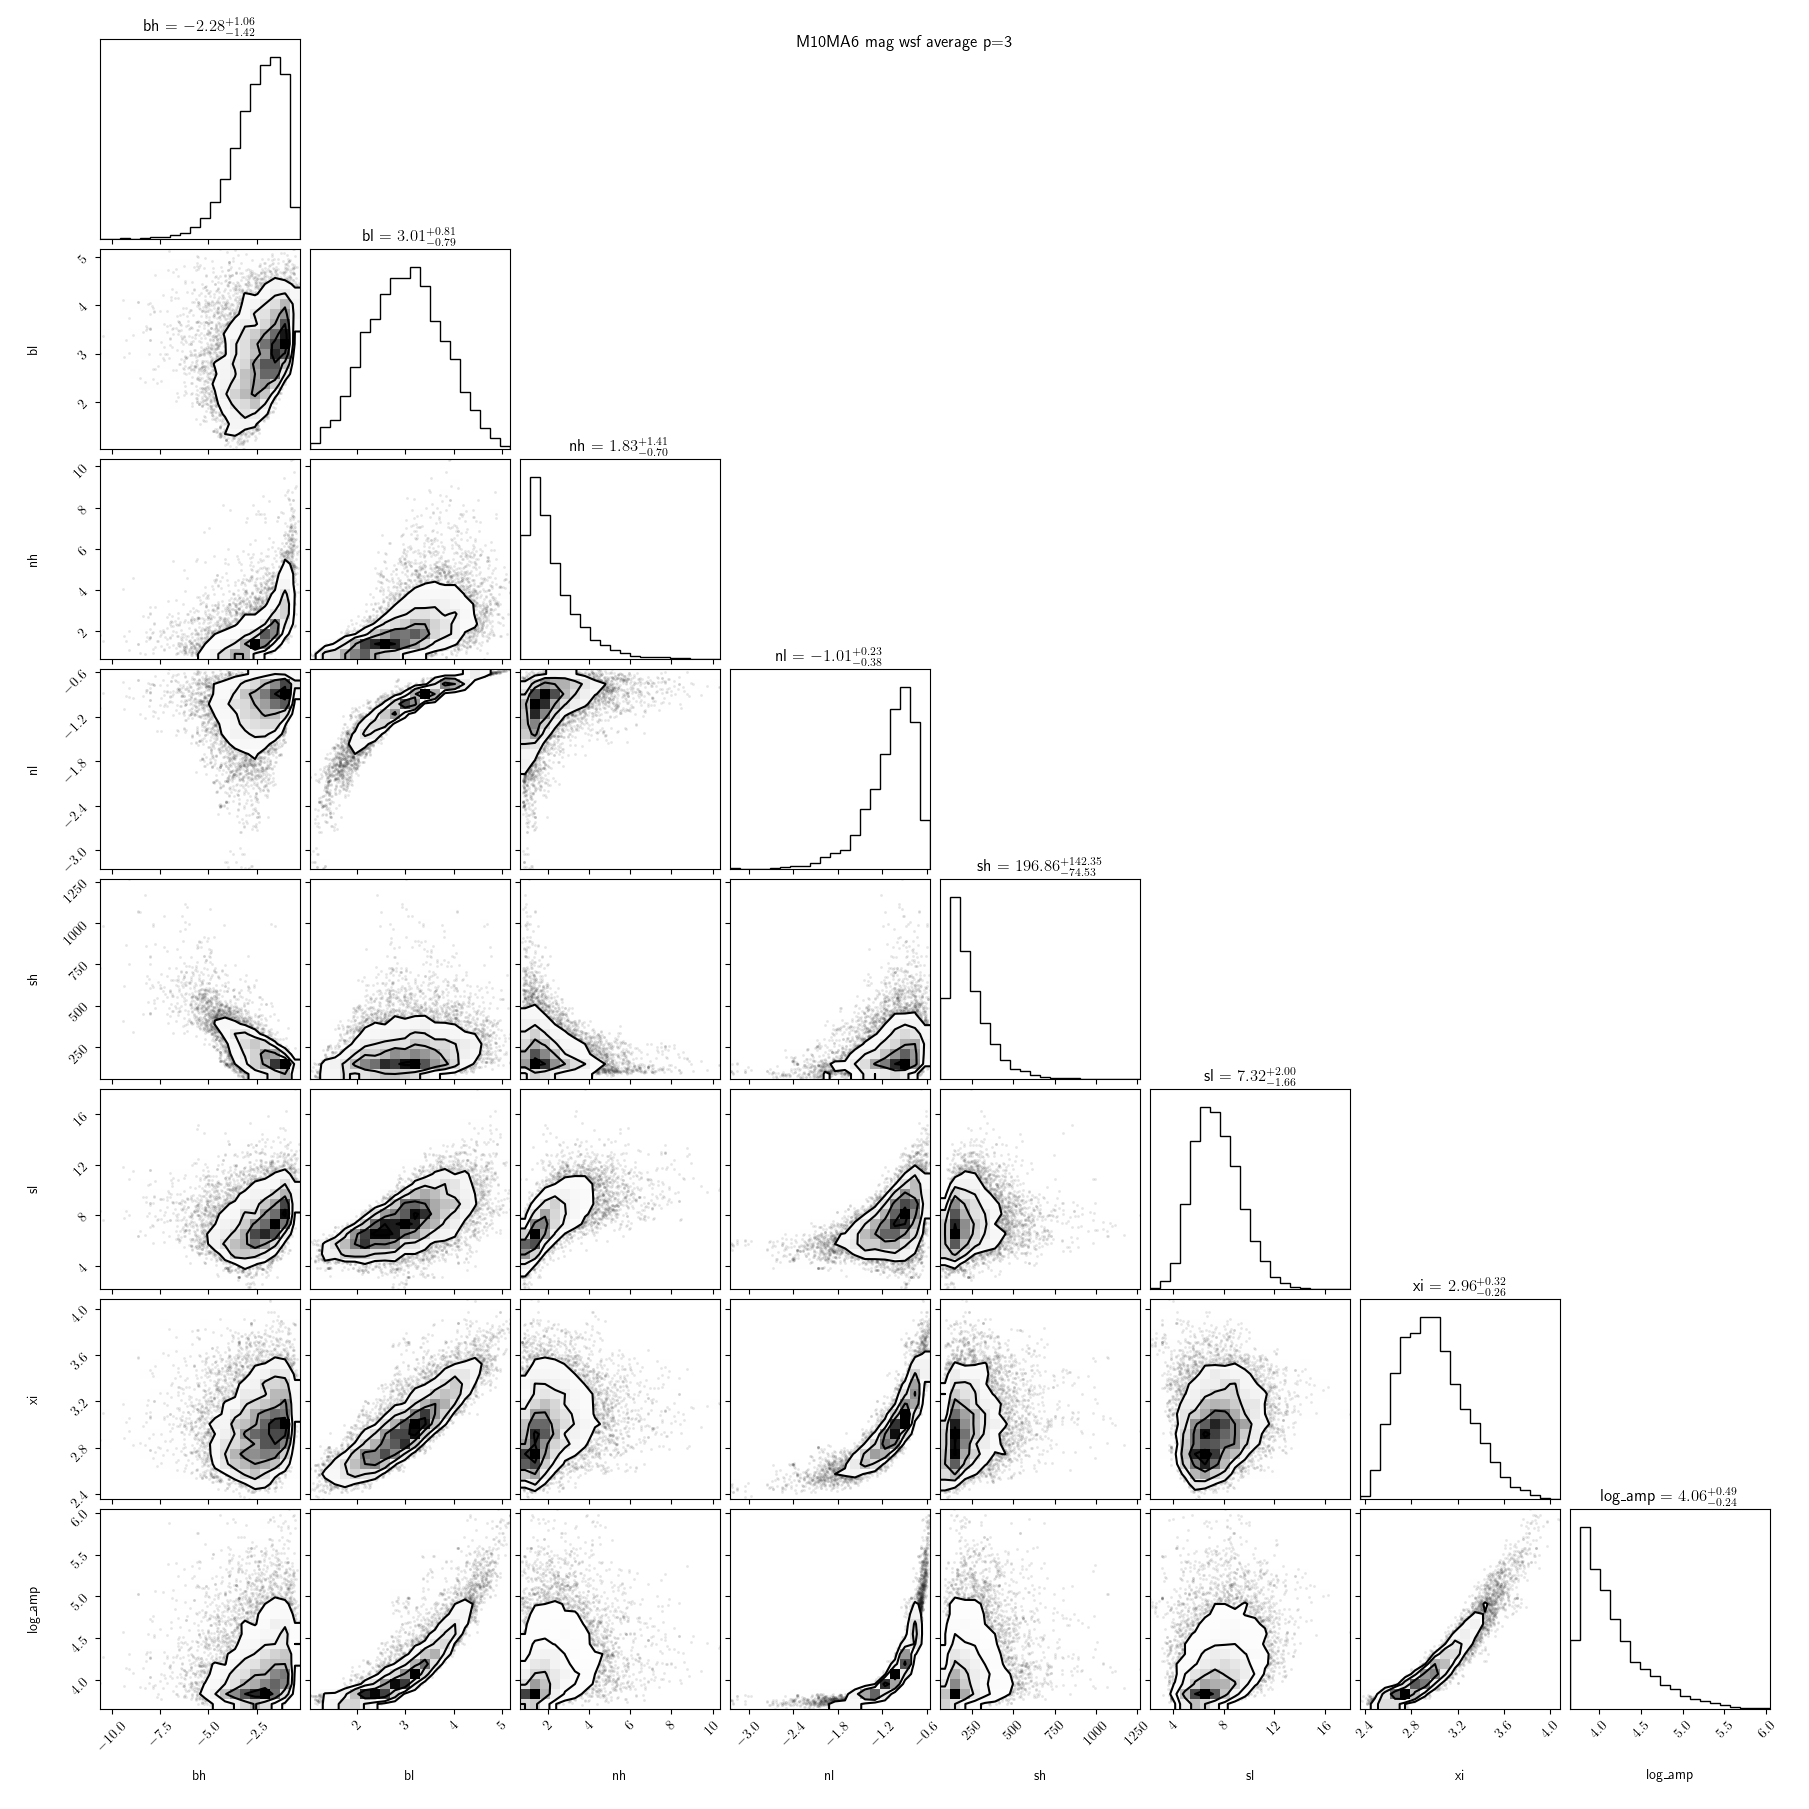 M10MA6 mag wsf average p=3
bh = −2.28+1.06−1.42
bl = 3.01+0.81−0.79
5
4
3
2
bl
nh = 1.83+1.41−0.70
10
8
6
4
2
nh
nl = −1.01+0.23−0.38
−0.6
−1.2
−1.8
−2.4
−3.0
nl
sh = 196.86+142.35−74.53
1250
1000
750
500
250
sh
sl = 7.32+2.00−1.66
16
12
8
4
sl
xi = 2.96+0.32−0.26
4.0
3.6
3.2
2.8
2.4
xi
log_amp = 4.06+0.49−0.24
6.0
5.5
5.0
4.5
4.0
log_amp
−10.0 −7.5 −5.0 −2.5 2 3 4 5 2 4 6 8 10 −3.0 −2.4 −1.8 −1.2 −0.6 250 500 750 1000 1250 4 8 12 16 2.4 2.8 3.2 3.6 4.0 4.0 4.5 5.0 5.5 6.0
bh bl nh nl sh sl xi log_amp